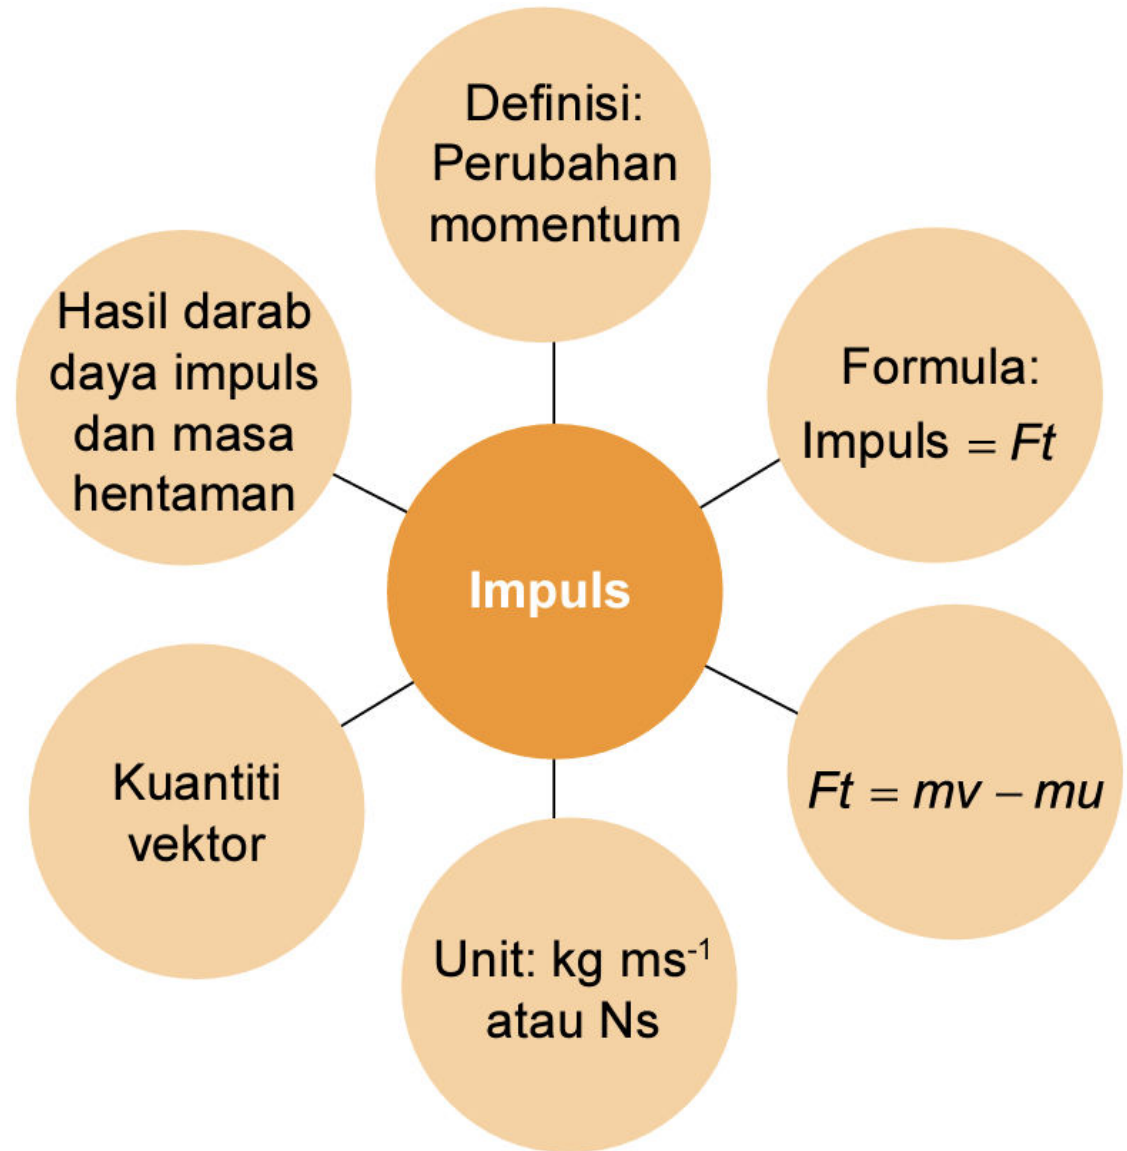 Definisi:
Perubahan
momentum
Hasil darab
daya impuls
dan masa
hentaman
Formula:
Impuls = Ft
Impuls
Kuantiti
vektor
Ft = mv − mu
Unit: kg ms⁻¹
atau Ns